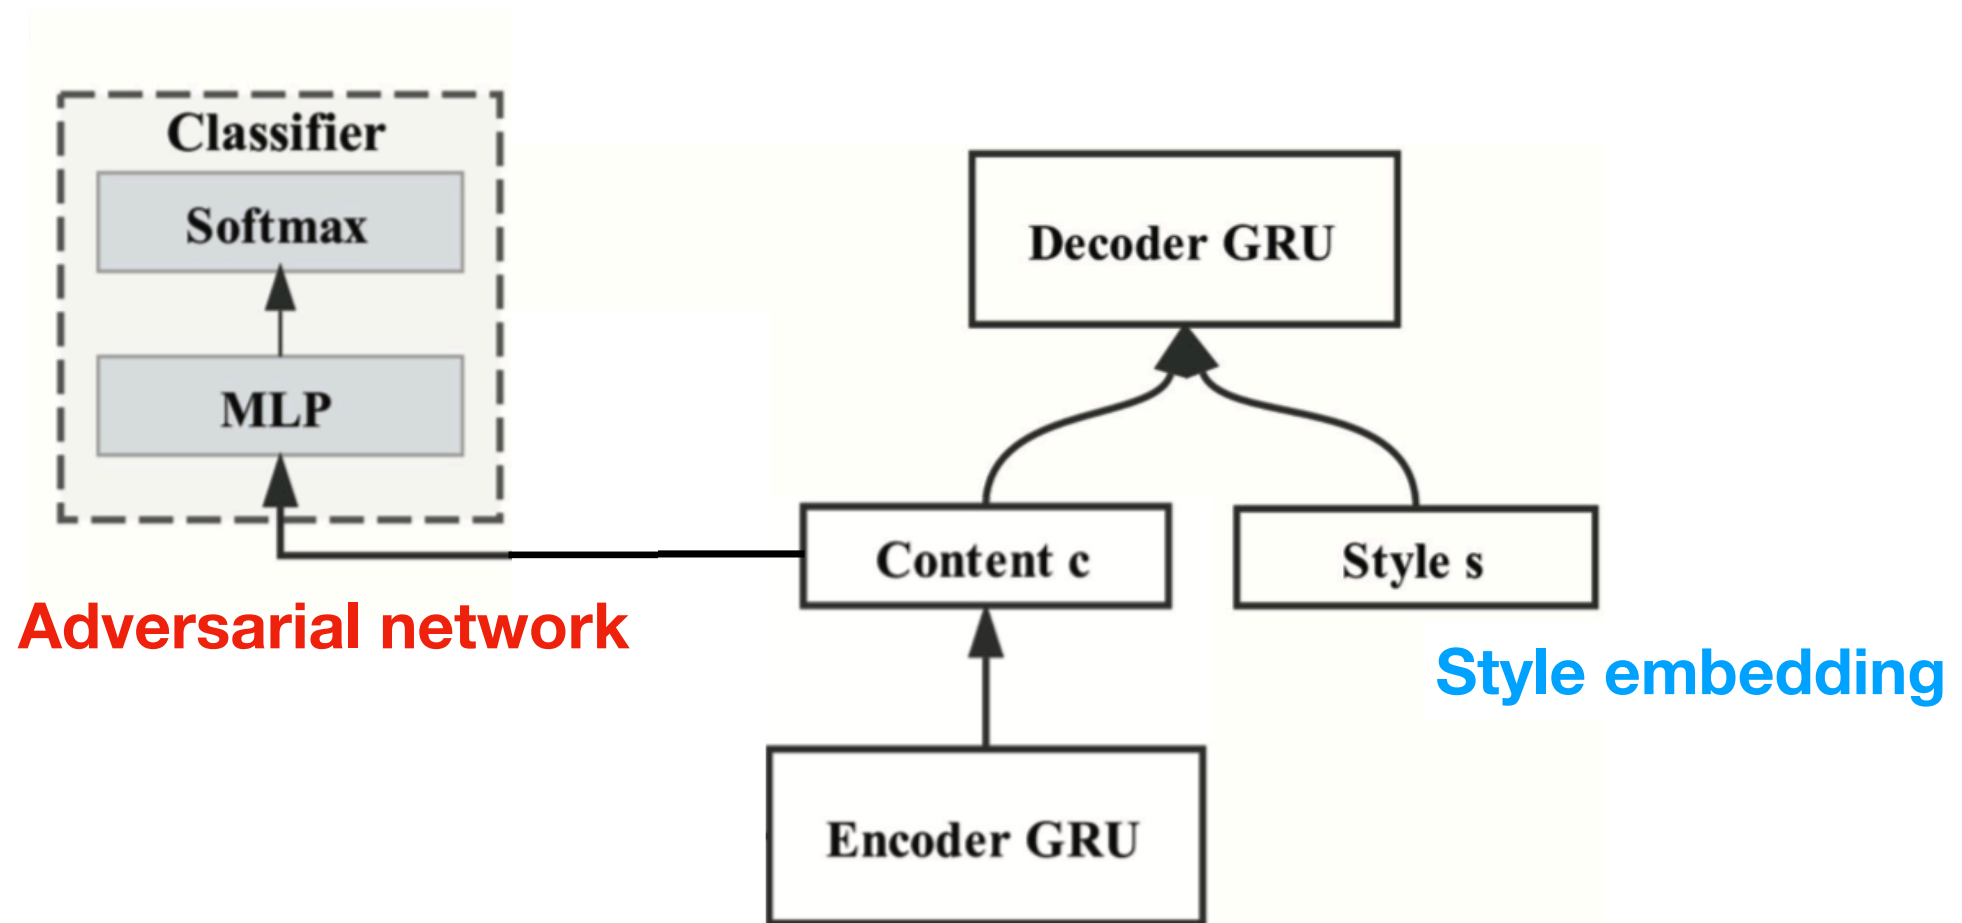 Classifier
Softmax
MLP
Adversarial network
Decoder GRU
Content c
Style s
Style embedding
Encoder GRU